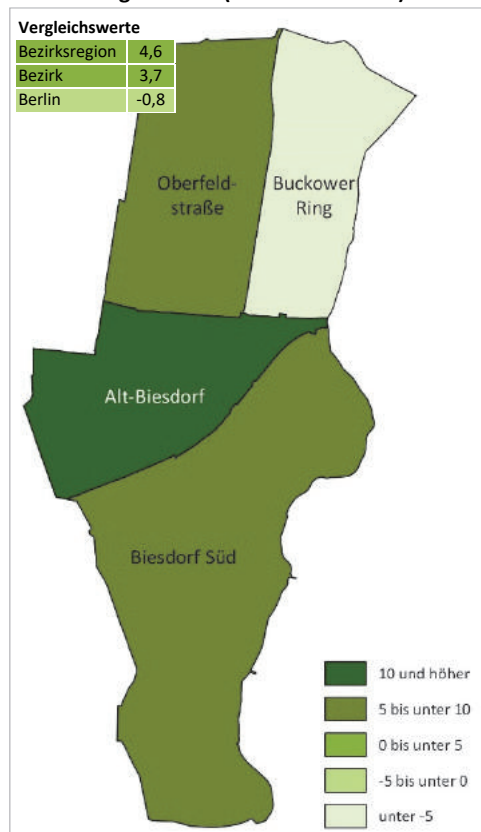 Vergleichswerte
Bezirksregion 4,6
Bezirk 3,7
Berlin -0,8
Oberfeld-
straße
Buckower
Ring
Alt-Biesdorf
Biesdorf Süd
10 und höher
5 bis unter 10
0 bis unter 5
-5 bis unter 0
unter -5